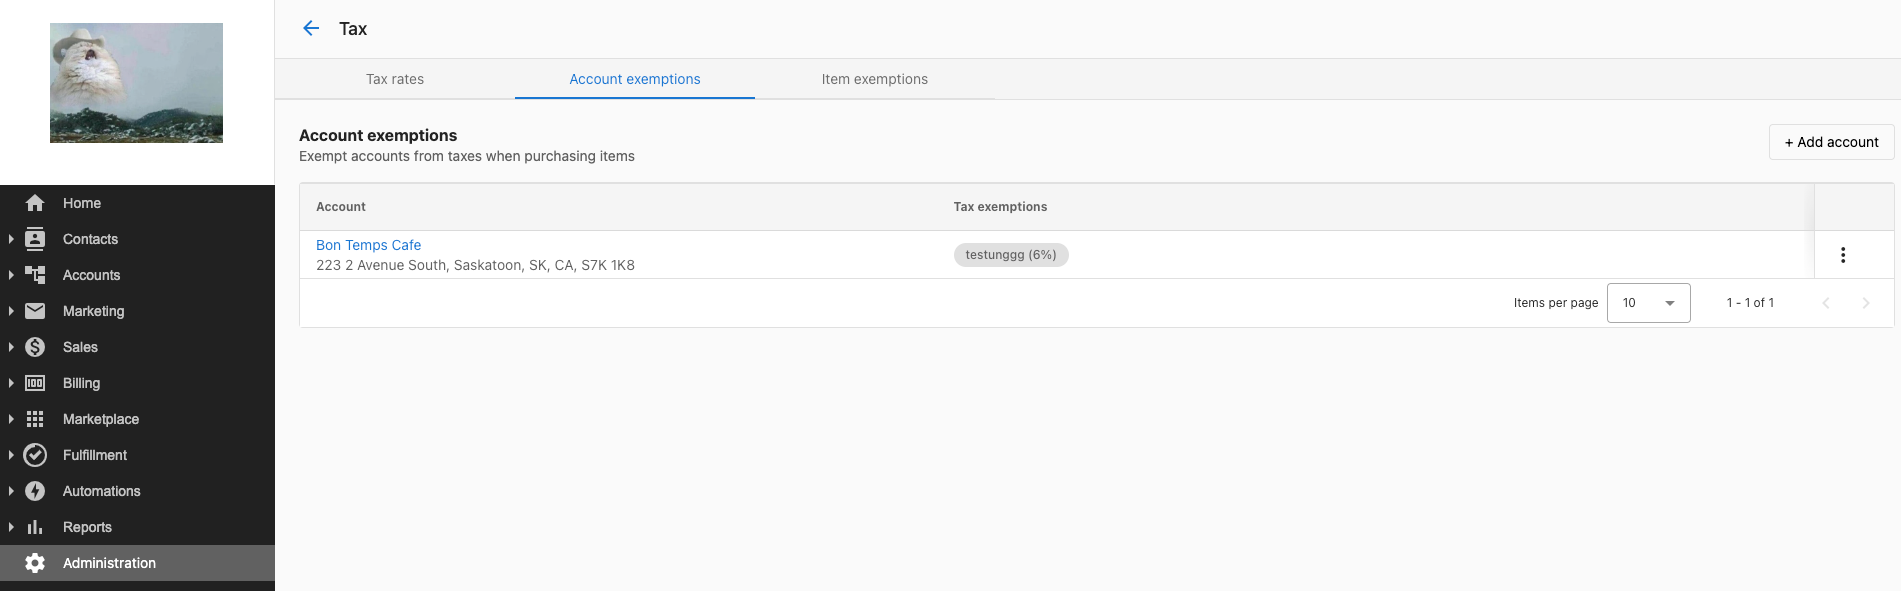 Tax
Tax rates
Account exemptions
Item exemptions
Account exemptions
Exempt accounts from taxes when purchasing items
+ Add account
Account
Tax exemptions
Bon Temps Cafe
223 2 Avenue South, Saskatoon, SK, CA, S7K 1K8
testunggg (6%)
Items per page
10
1 - 1 of 1
Home
Contacts
Accounts
Marketing
Sales
Billing
Marketplace
Fulfillment
Automations
Reports
Administration